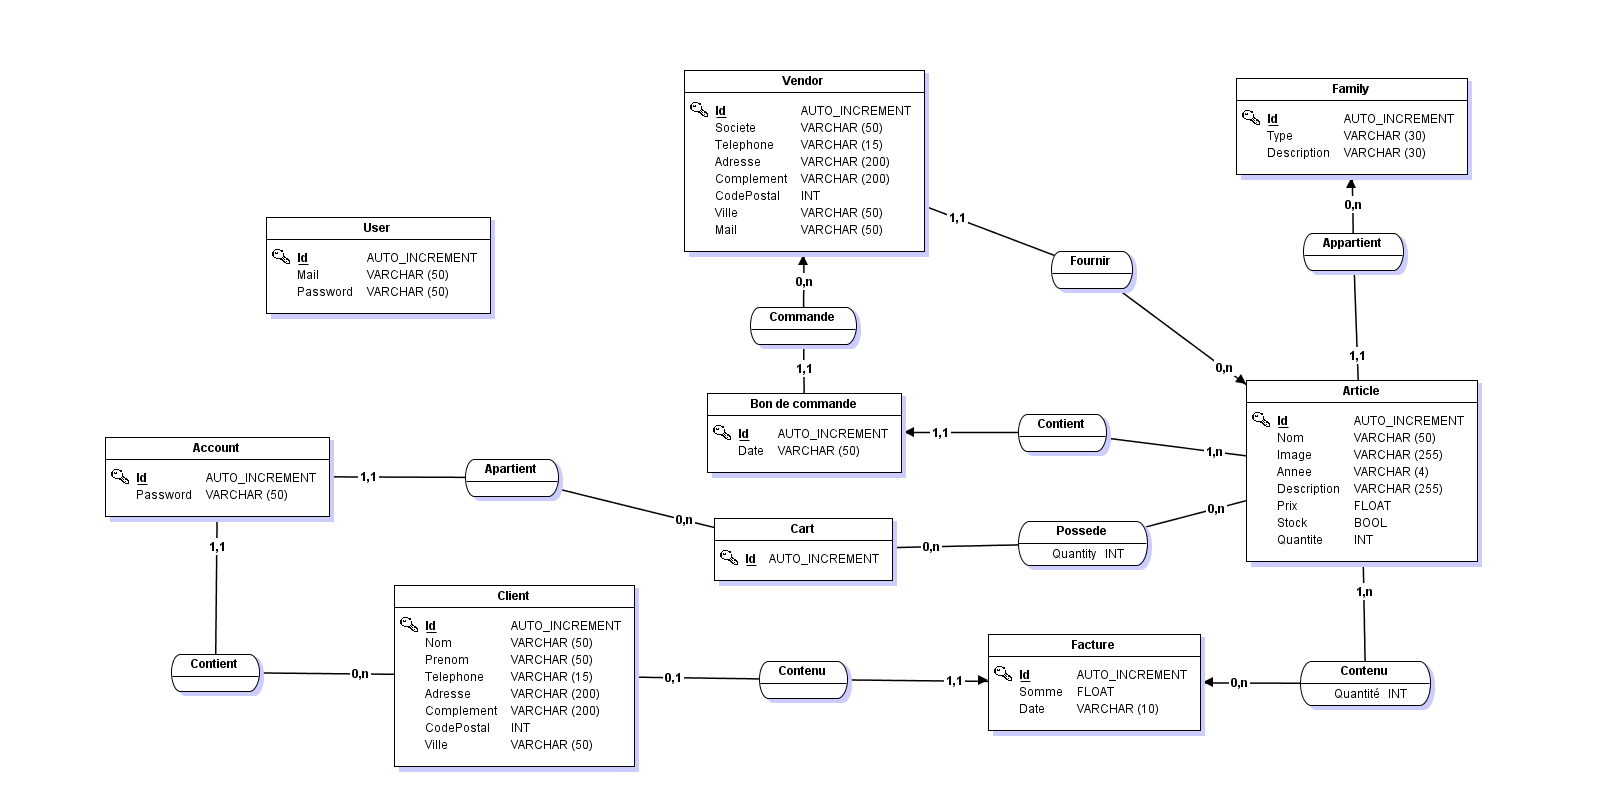 Vendor
Id AUTO_INCREMENT
Societe VARCHAR (50)
Telephone VARCHAR (15)
Adresse VARCHAR (200)
Complement VARCHAR (200)
CodePostal INT
Ville VARCHAR (50)
Mail VARCHAR (50)
Family
Id AUTO_INCREMENT
Type VARCHAR (30)
Description VARCHAR (30)
0,n
Appartient
1,1
1,1
Fournir
0,n
User
Id AUTO_INCREMENT
Mail VARCHAR (50)
Password VARCHAR (50)
0,n
Commande
1,1
Bon de commande
Id AUTO_INCREMENT
Date VARCHAR (50)
1,1
Contient
1,n
Article
Id AUTO_INCREMENT
Nom VARCHAR (50)
Image VARCHAR (255)
Annee VARCHAR (4)
Description VARCHAR (255)
Prix FLOAT
Stock BOOL
Quantite INT
Account
Id AUTO_INCREMENT
Password VARCHAR (50)
1,1
Apartient
0,n
Cart
Id AUTO_INCREMENT
0,n
Possede
Quantity INT
0,n
1,1
Contient
0,n
Client
Id AUTO_INCREMENT
Nom VARCHAR (50)
Prenom VARCHAR (50)
Telephone VARCHAR (15)
Adresse VARCHAR (200)
Complement VARCHAR (200)
CodePostal INT
Ville VARCHAR (50)
0,1
Contenu
1,1
Facture
Id AUTO_INCREMENT
Somme FLOAT
Date VARCHAR (10)
0,n
Contenu
Quantité INT
1,n